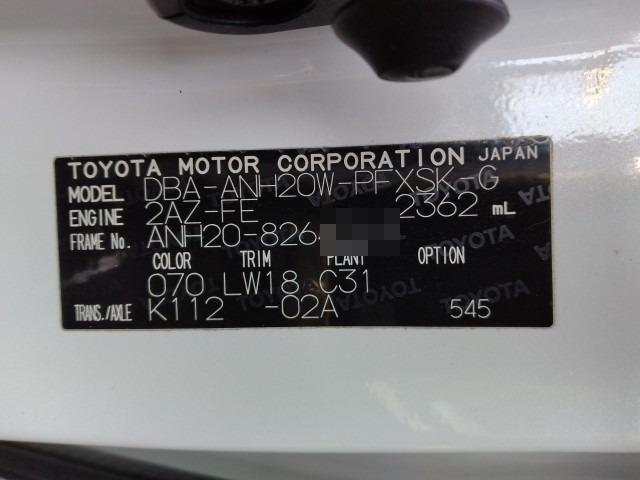 TOYOTA MOTOR CORPORATION JAPAN
MODEL DBA-ANH20W-PFXSK-G
ENGINE 2AZ-FE 2362 mL
FRAME No. ANH20-8264
COLOR TRIM PLANT OPTION
070 LW18 C31
TRANS./AXLE K112 -02A 545